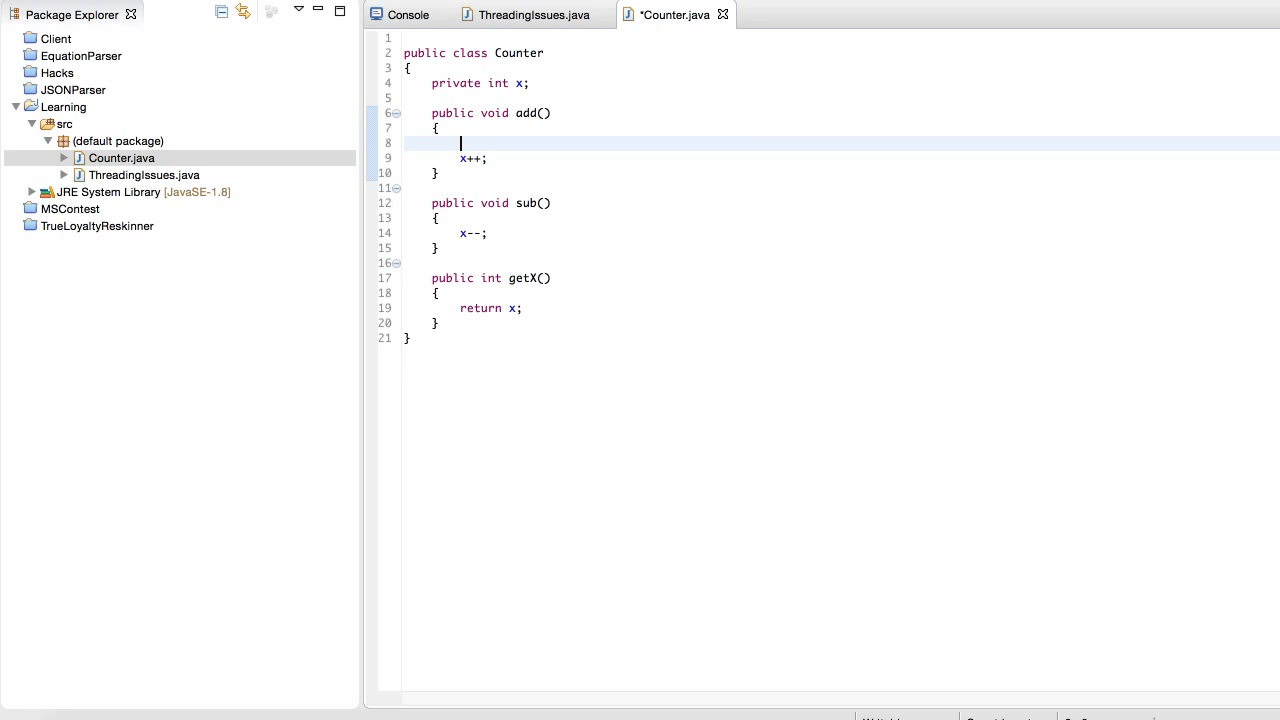 Package Explorer
Client
EquationParser
Hacks
JSONParser
Learning
src
(default package)
Counter.java
ThreadingIssues.java
JRE System Library [JavaSE-1.8]
MSContest
TrueLoyaltyReskinner
Console
ThreadingIssues.java
*Counter.java
1
2 public class Counter
3 {
4 private int x;
5
6 public void add()
7 {
8
9 x++;
10 }
11
12 public void sub()
13 {
14 x--;
15 }
16
17 public int getX()
18 {
19 return x;
20 }
21 }